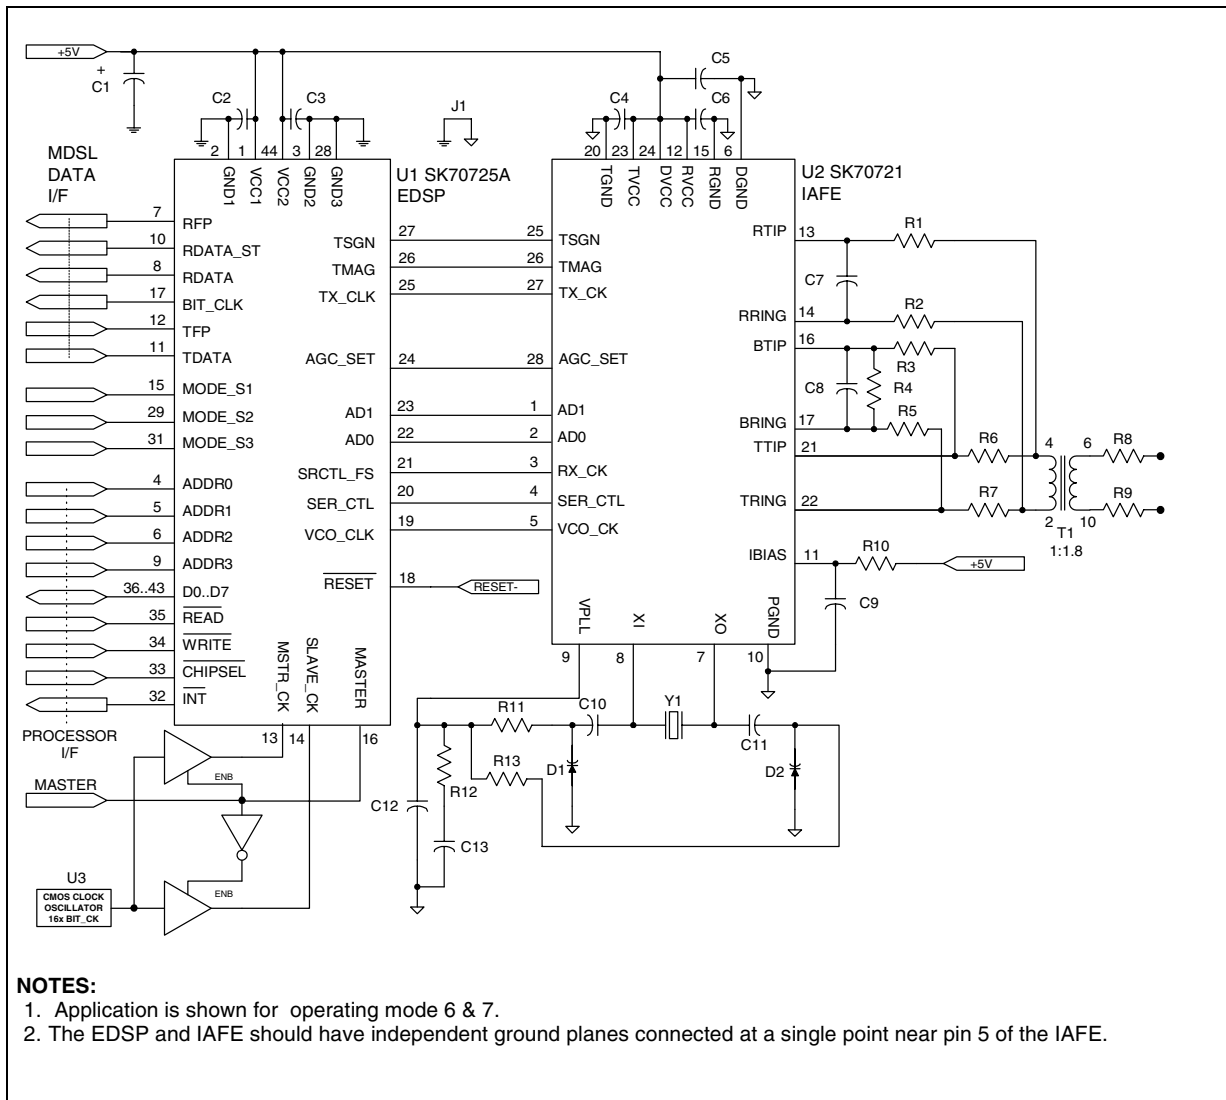 +5V
+
C1
C2
C3
J1
C4
C5
C6
2
1
44
3
28
20
23
24
12
15
6
GND1
VCC1
VCC2
GND2
GND3
TGND
TVCC
DVCC
RVCC
RGND
DGND
U1 SK70725A
EDSP
U2 SK70721
IAFE
MDSL
DATA
I/F
7
RFP
10
RDATA_ST
8
RDATA
17
BIT_CLK
12
TFP
11
TDATA
15
MODE_S1
29
MODE_S2
31
MODE_S3
4
ADDR0
5
ADDR1
6
ADDR2
9
ADDR3
36..43
D0..D7
35
READ
34
WRITE
33
CHIPSEL
32
INT
PROCESSOR
I/F
TSGN
27
25
TSGN
TMAG
26
26
TMAG
TX_CLK
25
27
TX_CK
AGC_SET
24
28
AGC_SET
AD1
23
1
AD1
AD0
22
2
AD0
SRCTL_FS
21
3
RX_CK
SER_CTL
20
4
SER_CTL
VCO_CLK
19
5
VCO_CK
RESET
18
RESET-
MSTR_CK
SLAVE_CK
MASTER
13
14
16
RTIP
13
R1
C7
RRING
14
R2
BTIP
16
R3
C8
R4
BRING
17
R5
TTIP
21
R6
4
6
R8
TRING
22
R7
2
10
R9
T1
1:1.8
IBIAS
11
R10
+5V
C9
VPLL
XI
XO
PGND
9
8
7
10
R11
C10
Y1
C11
R13
D1
D2
R12
C12
C13
ENB
MASTER
ENB
U3
CMOS CLOCK
OSCILLATOR
16x BIT_CK
NOTES:
1. Application is shown for operating mode 6 & 7.
2. The EDSP and IAFE should have independent ground planes connected at a single point near pin 5 of the IAFE.